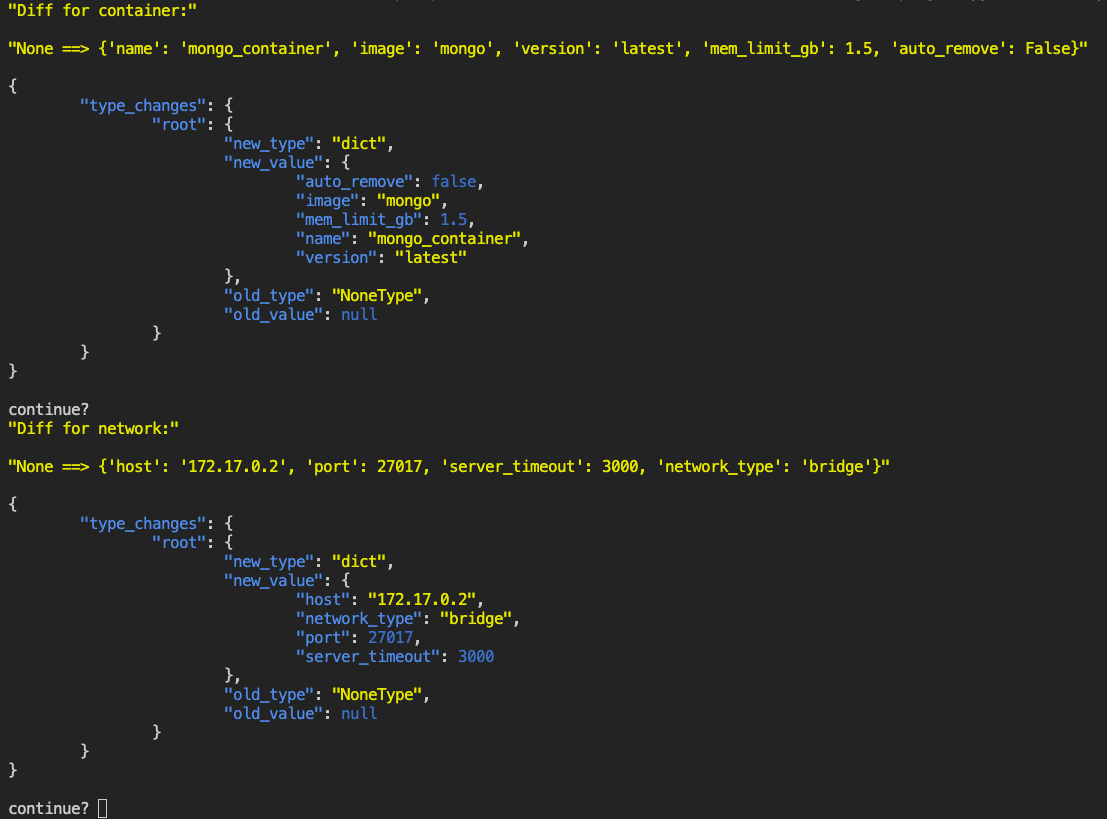 "Diff for container:"
"None ==> {'name': 'mongo_container', 'image': 'mongo', 'version': 'latest', 'mem_limit_gb': 1.5, 'auto_remove': False}"
{
        "type_changes": {
                "root": {
                        "new_type": "dict",
                        "new_value": {
                                "auto_remove": false,
                                "image": "mongo",
                                "mem_limit_gb": 1.5,
                                "name": "mongo_container",
                                "version": "latest"
                        },
                        "old_type": "NoneType",
                        "old_value": null
                }
        }
}
continue?
"Diff for network:"
"None ==> {'host': '172.17.0.2', 'port': 27017, 'server_timeout': 3000, 'network_type': 'bridge'}"
{
        "type_changes": {
                "root": {
                        "new_type": "dict",
                        "new_value": {
                                "host": "172.17.0.2",
                                "network_type": "bridge",
                                "port": 27017,
                                "server_timeout": 3000
                        },
                        "old_type": "NoneType",
                        "old_value": null
                }
        }
}
continue?